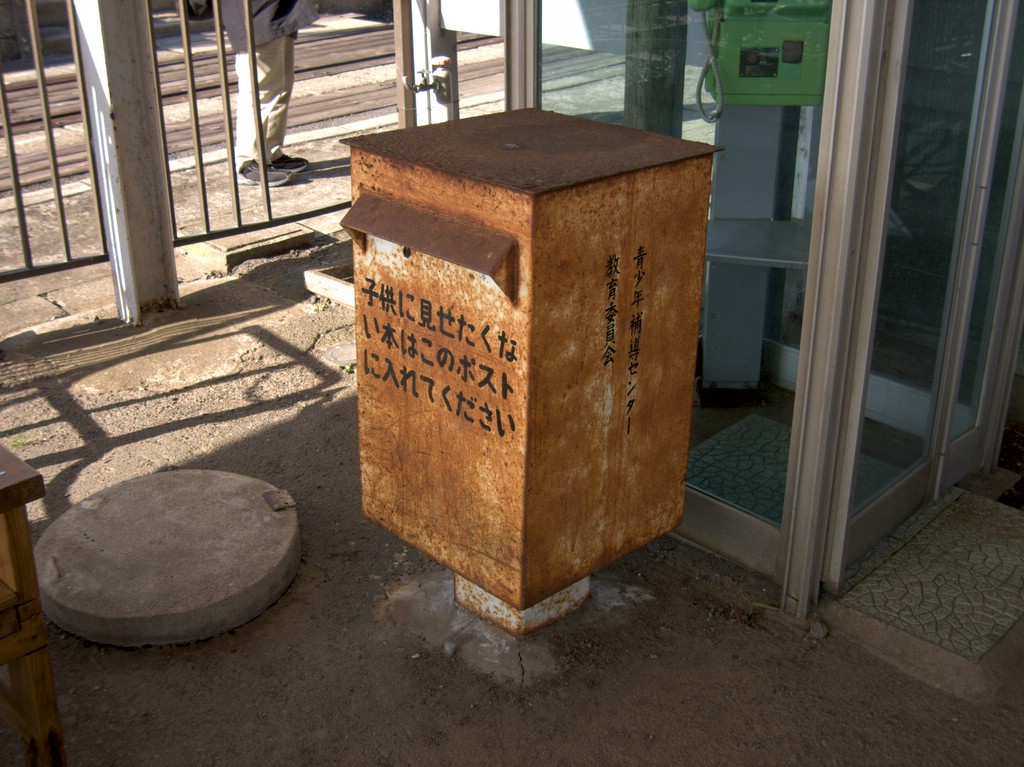 子供に見せたくな
い本はこのポスト
に入れてください
青少年補導センター
教育委員会